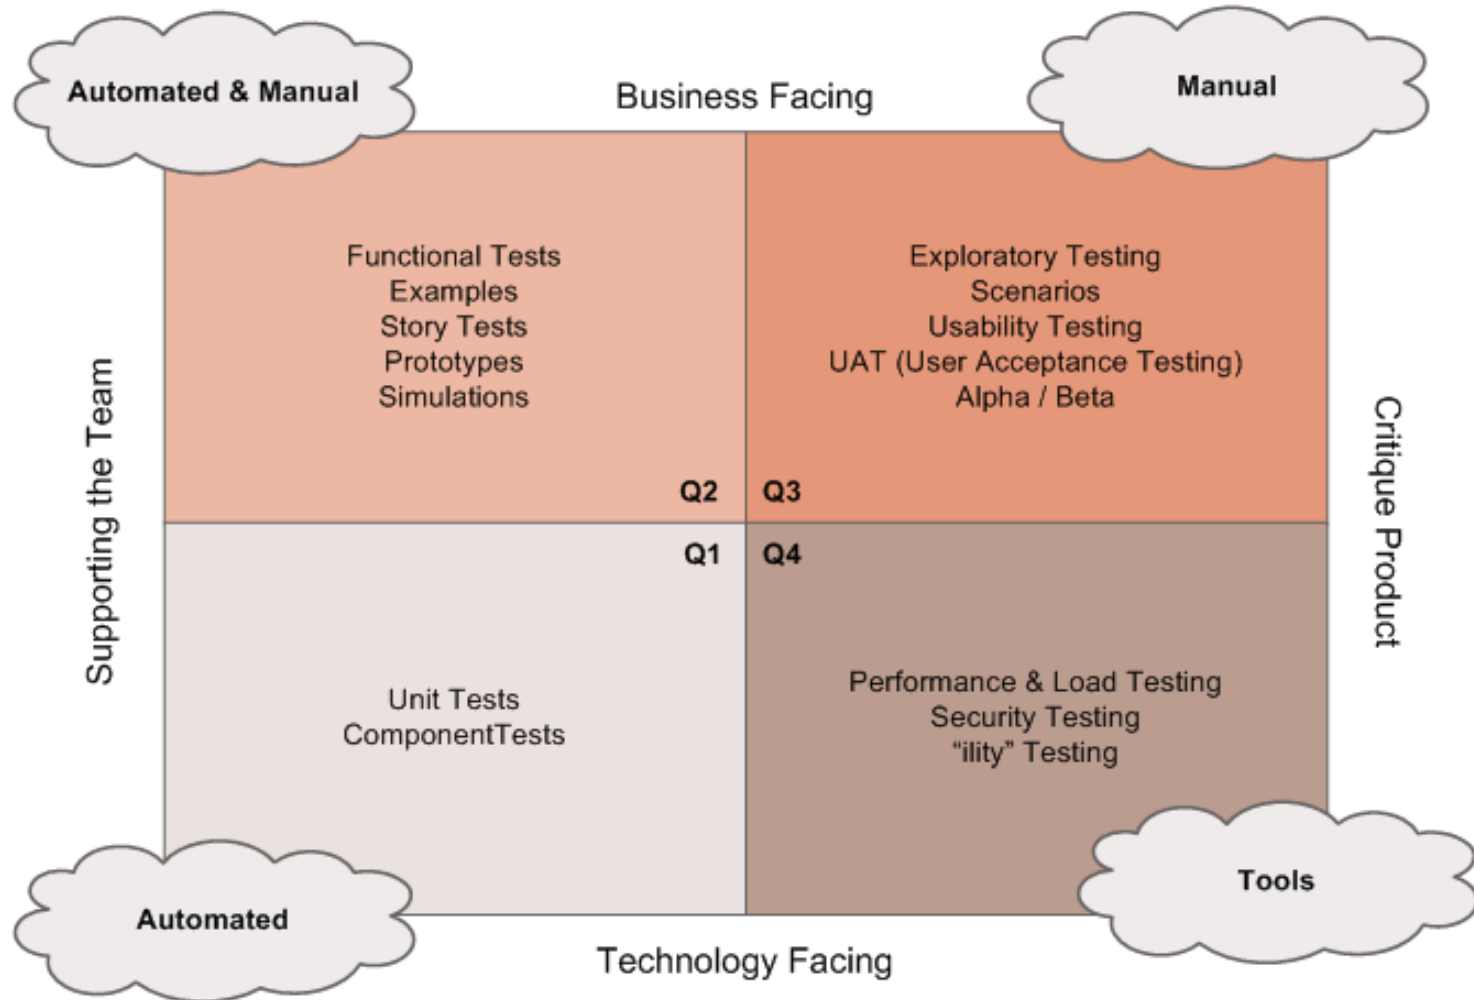 Automated & Manual
Business Facing
Manual
Functional Tests
Examples
Story Tests
Prototypes
Simulations
Q2
Exploratory Testing
Scenarios
Usability Testing
UAT (User Acceptance Testing)
Alpha / Beta
Q3
Supporting the Team
Critique Product
Q1
Unit Tests
ComponentTests
Q4
Performance & Load Testing
Security Testing
“ility” Testing
Automated
Technology Facing
Tools